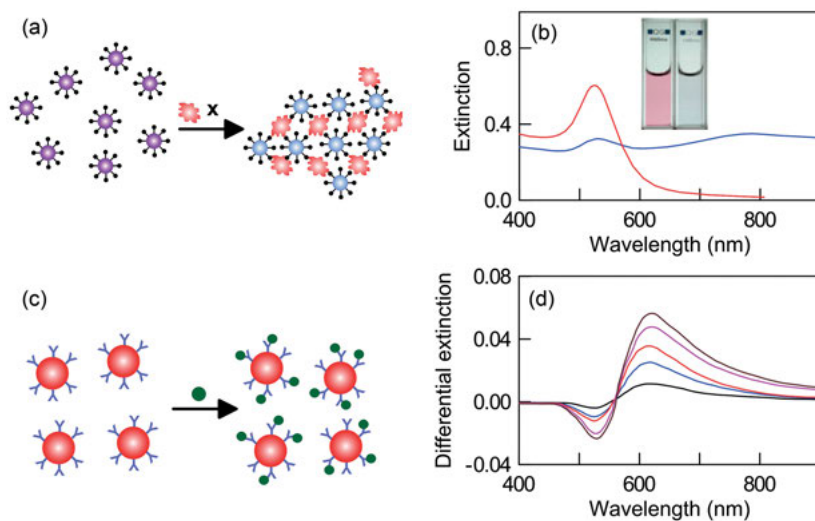 (a)
x
(b)
Extinction
0.8
0.4
0.0
400
600
800
Wavelength (nm)
(c)
(d)
Differential extinction
0.08
0.04
0.00
-0.04
400
600
800
Wavelength (nm)